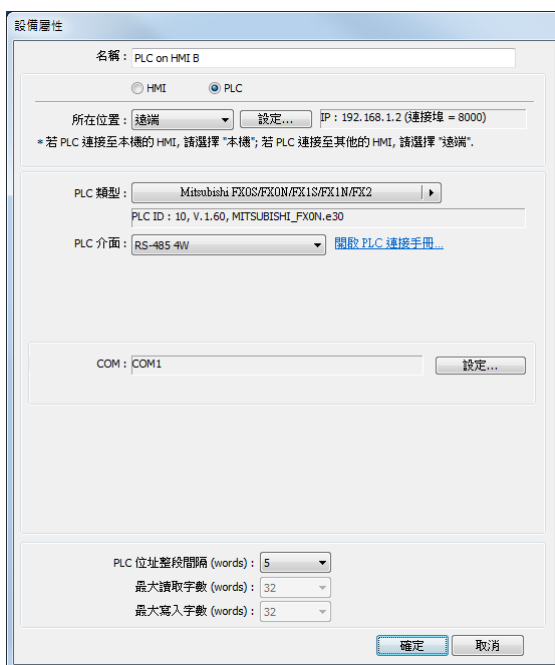 設備屬性
名稱 : PLC on HMI B
HMI PLC
所在位置 : 遠端 設定... IP : 192.168.1.2 (連接埠 = 8000)
* 若 PLC 連接至本機的 HMI, 請選擇 "本機"; 若 PLC 連接至其他的 HMI, 請選擇 "遠端".
PLC 類型 : Mitsubishi FX0S/FX0N/FX1S/FX1N/FX2
PLC ID : 10, V.1.60, MITSUBISHI_FX0N.e30
PLC 介面 : RS-485 4W 開啟 PLC 連接手冊...
COM : COM1 設定...
PLC 位址整段間隔 (words) : 5
最大讀取字數 (words) : 32
最大寫入字數 (words) : 32
確定 取消